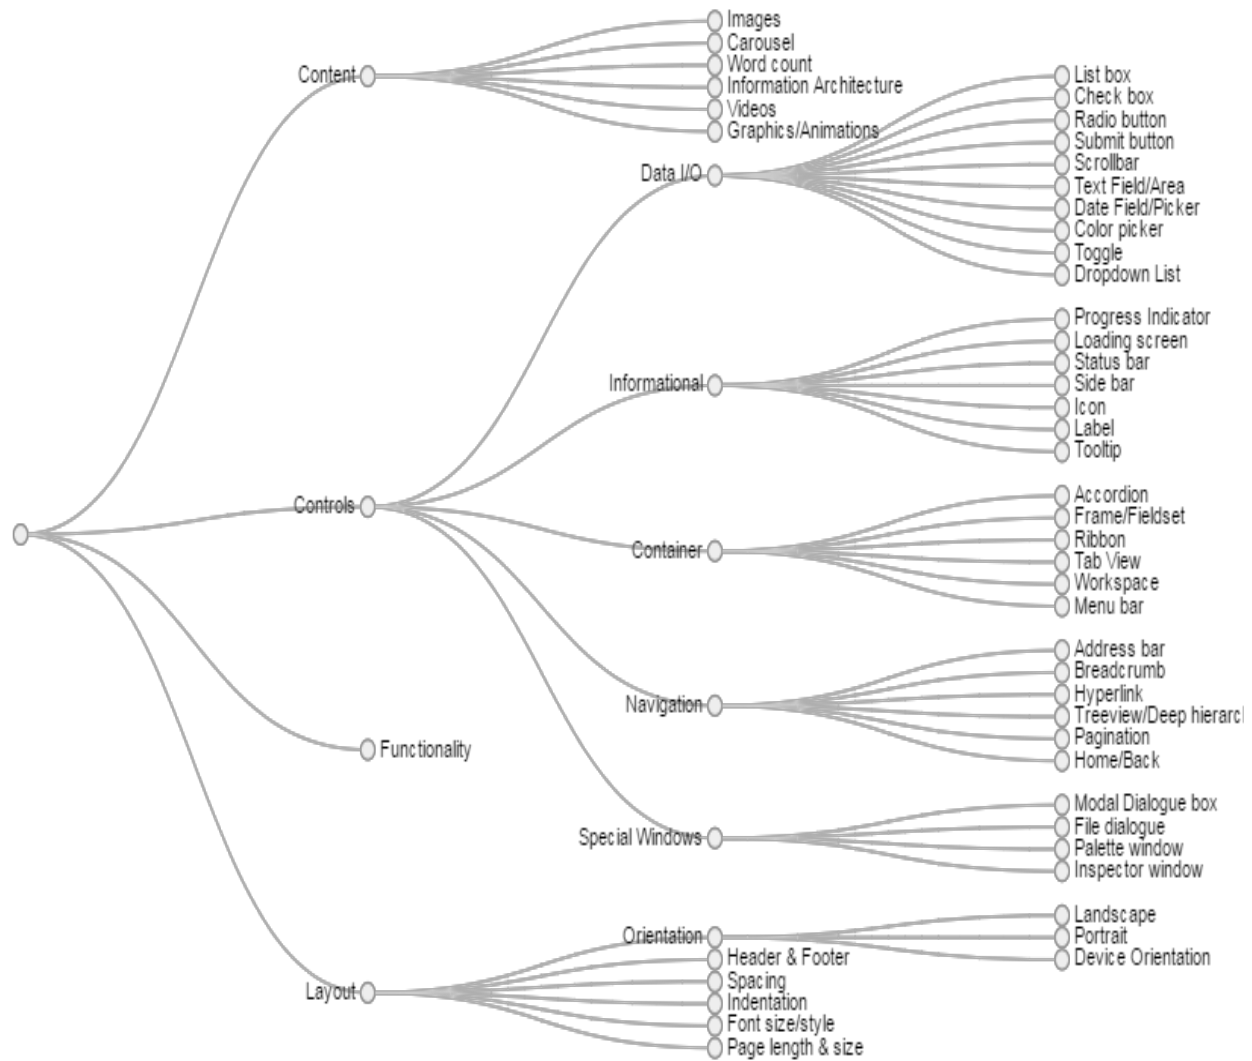 Images
Carousel
Word count
Information Architecture
Videos
Graphics/Animations
Content
List box
Check box
Radio button
Submit button
Scrollbar
Text Field/Area
Date Field/Picker
Color picker
Toggle
Dropdown List
Data I/O
Progress Indicator
Loading screen
Status bar
Side bar
Icon
Label
Tooltip
Informational
Controls
Accordion
Frame/Fieldset
Ribbon
Tab View
Workspace
Menu bar
Container
Address bar
Breadcrumb
Hyperlink
Treeview/Deep hierarc
Pagination
Home/Back
Navigation
Functionality
Modal Dialogue box
File dialogue
Palette window
Inspector window
Special Windows
Landscape
Portrait
Device Orientation
Orientation
Header & Footer
Spacing
Indentation
Font size/style
Page length & size
Layout